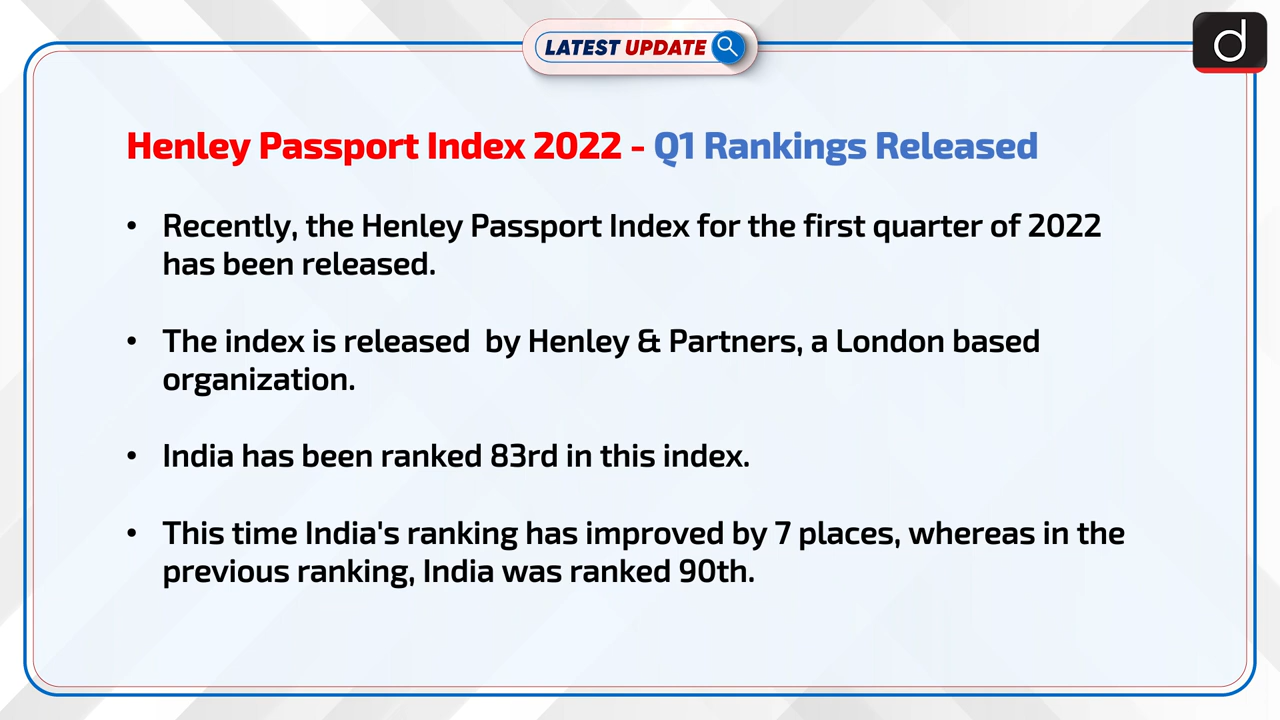 LATEST UPDATE
d
Henley Passport Index 2022 - Q1 Rankings Released
• Recently, the Henley Passport Index for the first quarter of 2022
has been released.
• The index is released  by Henley & Partners, a London based
organization.
• India has been ranked 83rd in this index.
• This time India's ranking has improved by 7 places, whereas in the
previous ranking, India was ranked 90th.